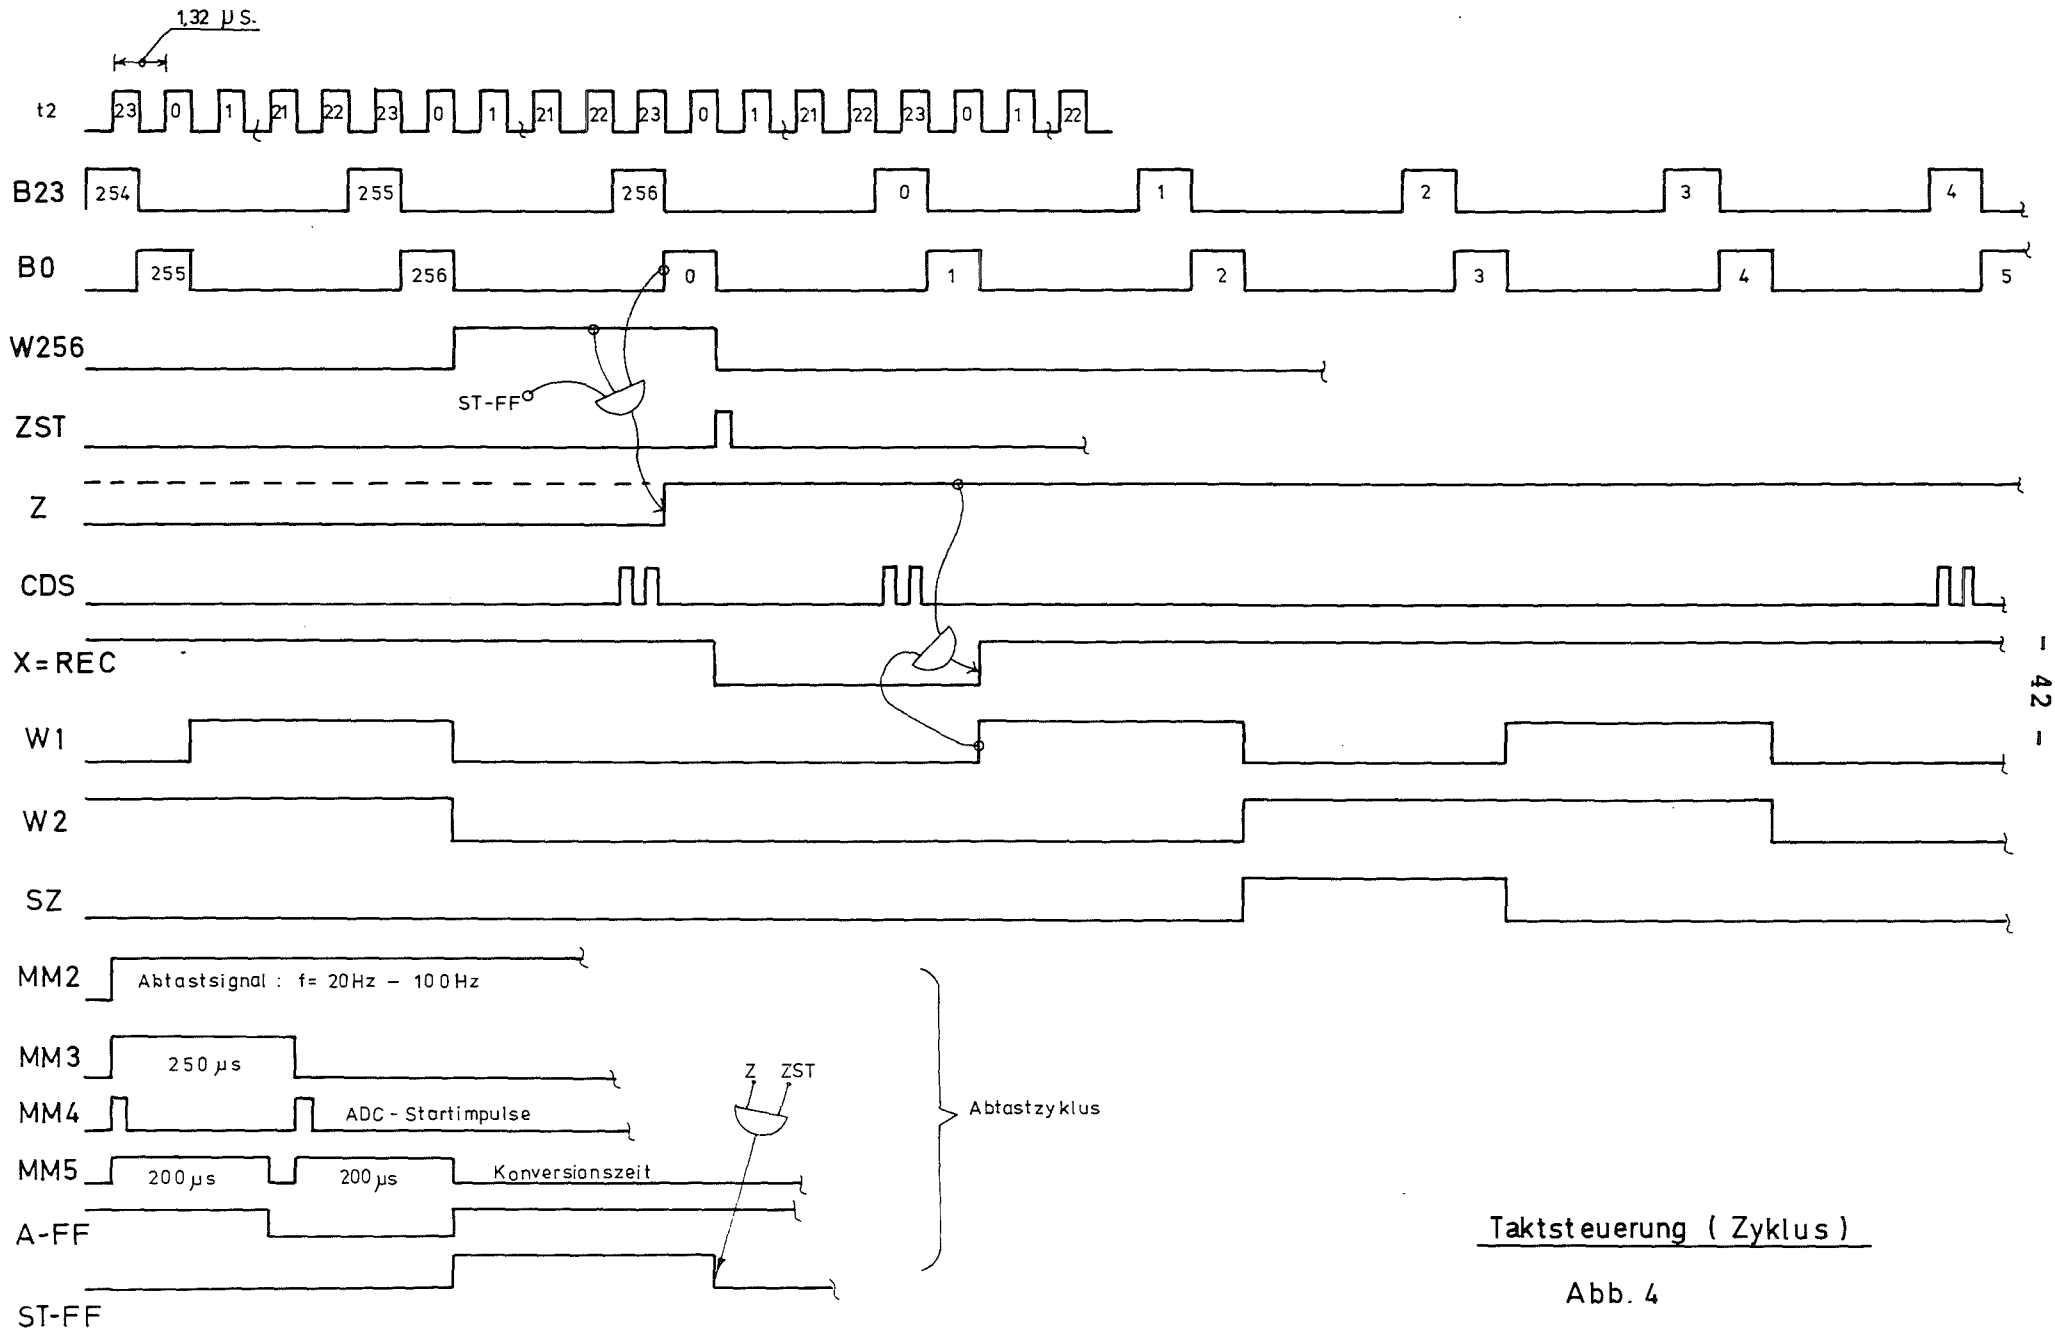 1,32 µs.
t2 23 0 1 21 22 23 0 1 21 22 23 0 1 21 22 23 0 1 22
B23 254 255 256 0 1 2 3 4
B0 255 256 0 1 2 3 4 5
W256
ST-FF
ZST
Z
CDS
X=REC
- 42 -
W1
W2
SZ
MM2 Abtastsignal : f= 20Hz - 100Hz
MM3 250 µs
Z ZST
MM4 ADC-Startimpulse
Abtastzyklus
MM5 200 µs 200 µs Konversionszeit
A-FF
ST-FF
Taktsteuerung ( Zyklus )
Abb. 4